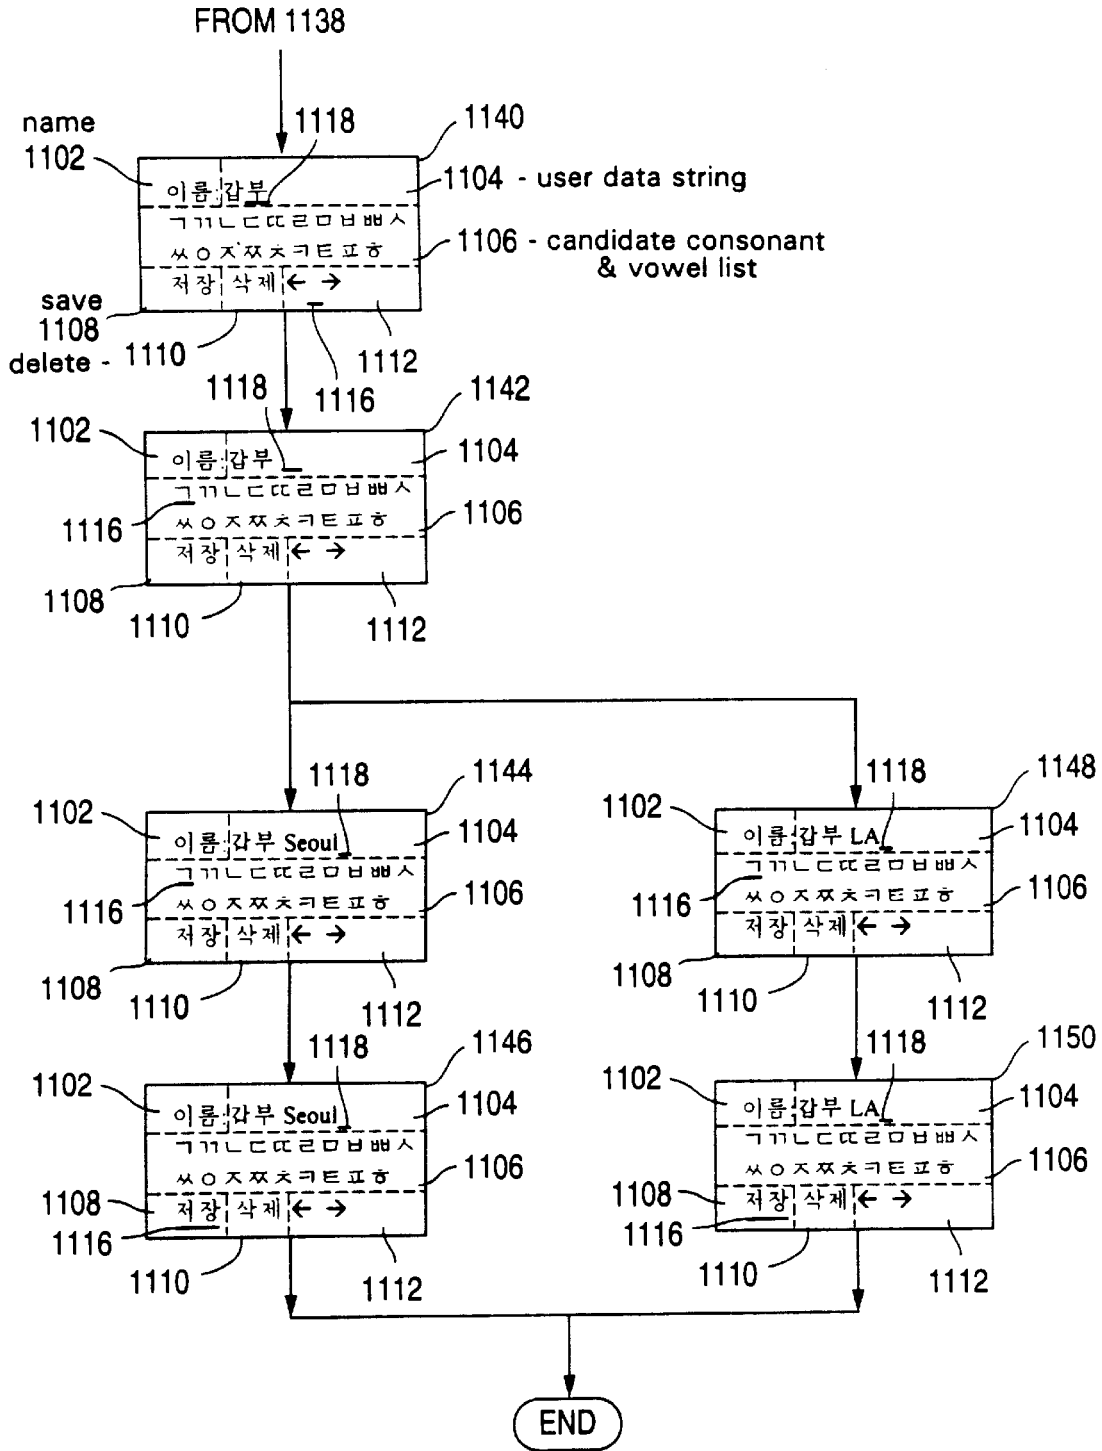 FROM 1138
name
1118
1140
1102
이름:갑부
1104 - user data string
ㄱㄲㄴㄷㄸㄹㅁㅂㅃㅅ
1106 - candidate consonant
ㅆㅇㅈㅉㅊㅋㅌㅍㅎ
& vowel list
저장 삭제 ← →
save
1108
1112
delete - 1110
1118
1116
1142
1102
이름:갑부
1104
ㄱㄲㄴㄷㄸㄹㅁㅂㅃㅅ
1116
ㅆㅇㅈㅉㅊㅋㅌㅍㅎ
1106
저장 삭제 ← →
1108
1110
1112
1118
1144
1102
이름:갑부 Seoul
1104
ㄱㄲㄴㄷㄸㄹㅁㅂㅃㅅ
1116
ㅆㅇㅈㅉㅊㅋㅌㅍㅎ
1106
저장 삭제 ← →
1108
1110
1112
1118
1148
1102
이름:갑부 LA
1104
ㄱㄲㄴㄷㄸㄹㅁㅂㅃㅅ
1116
ㅆㅇㅈㅉㅊㅋㅌㅍㅎ
1106
저장 삭제 ← →
1108
1110
1112
1118
1146
1102
이름:갑부 Seoul
1104
ㄱㄲㄴㄷㄸㄹㅁㅂㅃㅅ
ㅆㅇㅈㅉㅊㅋㅌㅍㅎ
1106
1108
저장 삭제 ← →
1116
1110
1112
1118
1150
1102
이름:갑부 LA
1104
ㄱㄲㄴㄷㄸㄹㅁㅂㅃㅅ
ㅆㅇㅈㅉㅊㅋㅌㅍㅎ
1106
1108
저장 삭제 ← →
1116
1110
1112
END